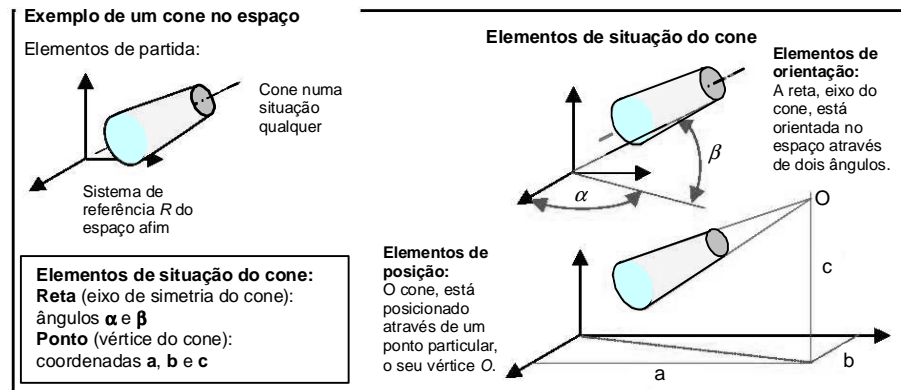 Exemplo de um cone no espaço
Elementos de partida:
Cone numa
situação
qualquer
Sistema de
referência R do
espaço afim
Elementos de situação do cone:
Reta (eixo de simetria do cone):
ângulos α e β
Ponto (vértice do cone):
coordenadas a, b e c
Elementos de situação do cone
Elementos de
orientação:
A reta, eixo do
cone, está
orientada no
espaço através
de dois ângulos.
β
α
Elementos de
posição:
O cone, está
posicionado
através de um
ponto particular,
o seu vértice O.
O
c
b
a